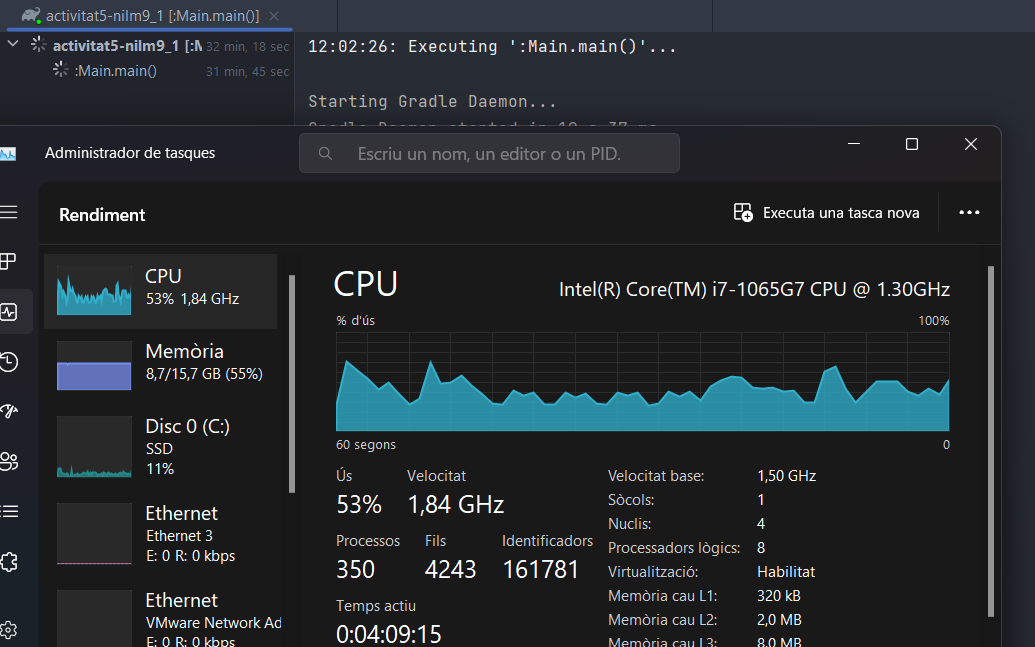 activitat5-nilm9_1 [:Main.main()]
activitat5-nilm9_1 [:M 32 min, 18 sec
:Main.main() 31 min, 45 sec
12:02:26: Executing ':Main.main()'...
Starting Gradle Daemon...
Administrador de tasques
Escriu un nom, un editor o un PID.
Rendiment
Executa una tasca nova
CPU
53% 1,84 GHz
Memòria
8,7/15,7 GB (55%)
Disc 0 (C:)
SSD
11%
Ethernet
Ethernet 3
E: 0 R: 0 kbps
Ethernet
VMware Network Ad
E: 0 R: 0 kbps
CPU
Intel(R) Core(TM) i7-1065G7 CPU @ 1.30GHz
% d'ús 100%
60 segons 0
Ús Velocitat
53% 1,84 GHz
Processos Fils Identificadors
350 4243 161781
Temps actiu
0:04:09:15
Velocitat base: 1,50 GHz
Sòcols: 1
Nuclis: 4
Processadors lògics: 8
Virtualització: Habilitat
Memòria cau L1: 320 kB
Memòria cau L2: 2,0 MB
Memòria cau L3: 8,0 MB